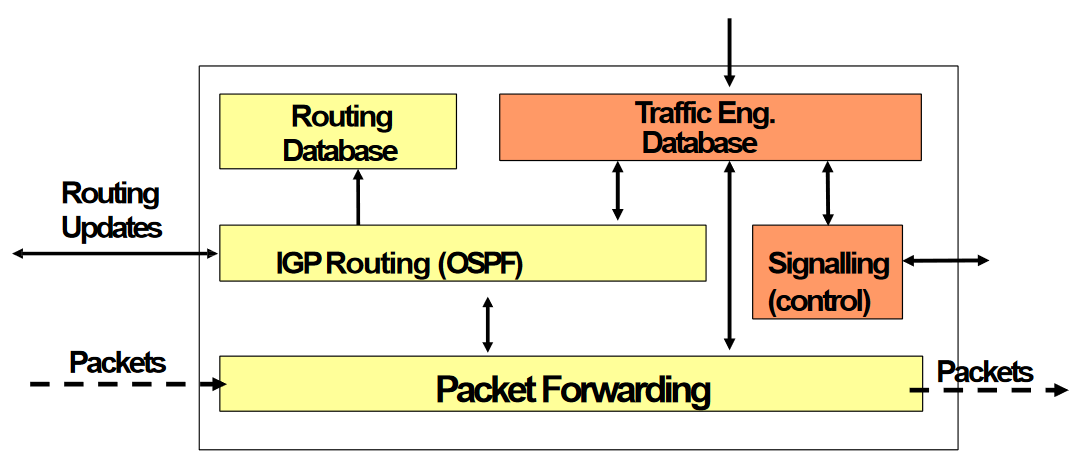 Routing
Database
Traffic Eng.
Database
Routing
Updates
IGP Routing (OSPF)
Signalling
(control)
Packets
Packet Forwarding
Packets